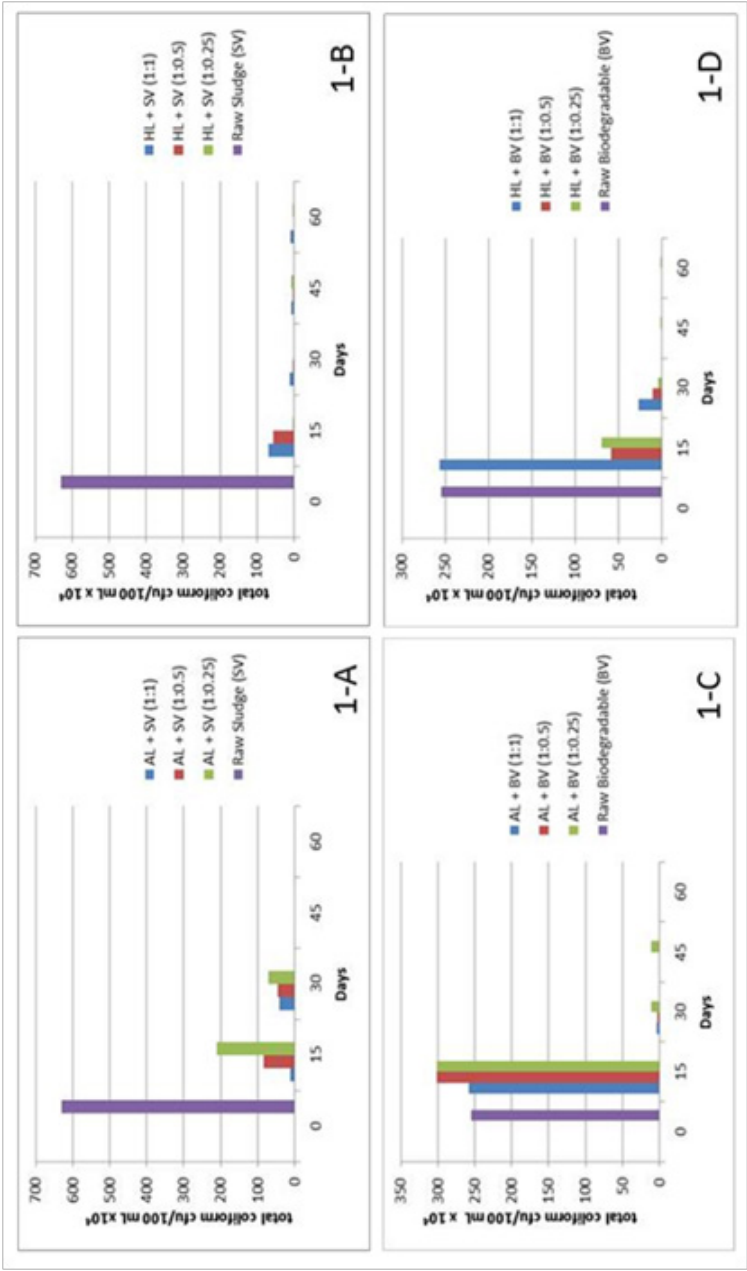 700
600
500
400
300
200
100
0
total coliform cfu/100 mL x10⁴
0
15
30
45
60
Days
AL + SV (1:1)
AL + SV (1:0.5)
AL + SV (1:0.25)
Raw Sludge (SV)
1-A
700
600
500
400
300
200
100
0
total coliform cfu/100 mL x 10⁴
0
15
30
45
60
Days
HL + SV (1:1)
HL + SV (1:0.5)
HL + SV (1:0.25)
Raw Sludge (SV)
1-B
350
300
250
200
150
100
50
0
total coliform cfu/100 mL x 10⁴
0
15
30
45
60
Days
AL + BV (1:1)
AL + BV (1:0.5)
AL + BV (1:0.25)
Raw Biodegradable (BV)
1-C
300
250
200
150
100
50
0
total coliform cfu/100 mL x 10⁴
0
15
30
45
60
Days
HL + BV (1:1)
HL + BV (1:0.5)
HL + BV (1:0.25)
Raw Biodegradable (BV)
1-D